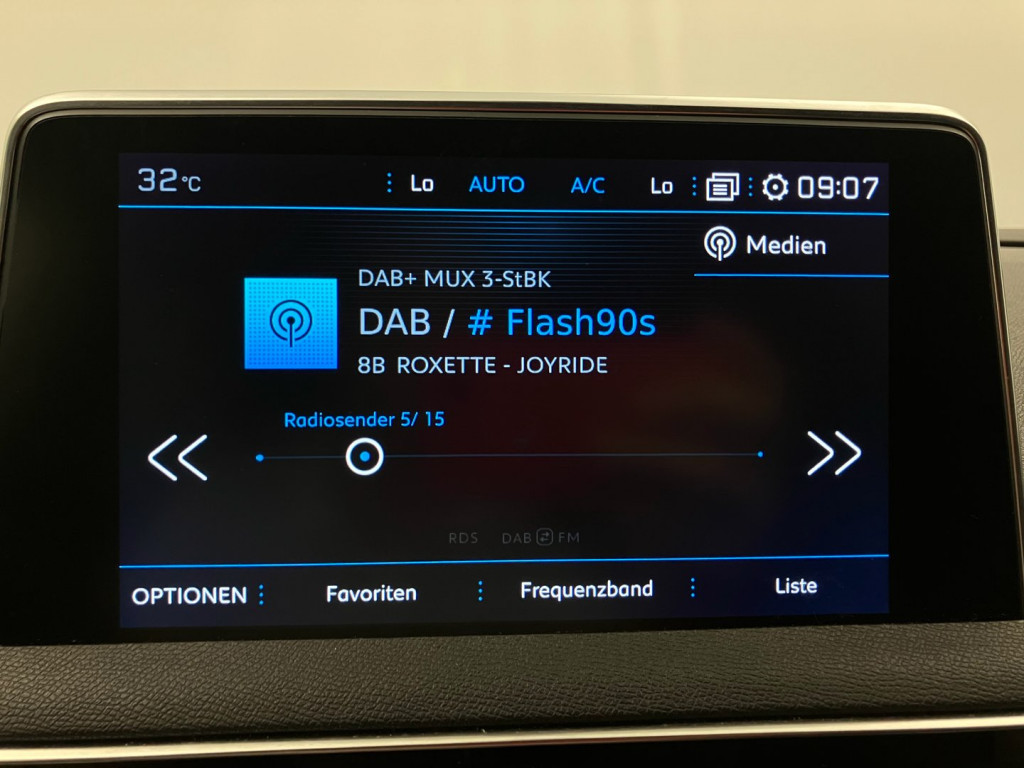 32°C Lo AUTO A/C Lo 09:07
Medien
DAB+ MUX 3-StBK
DAB / # Flash90s
8B ROXETTE - JOYRIDE
Radiosender 5/ 15
RDS DAB FM
OPTIONEN Favoriten Frequenzband Liste